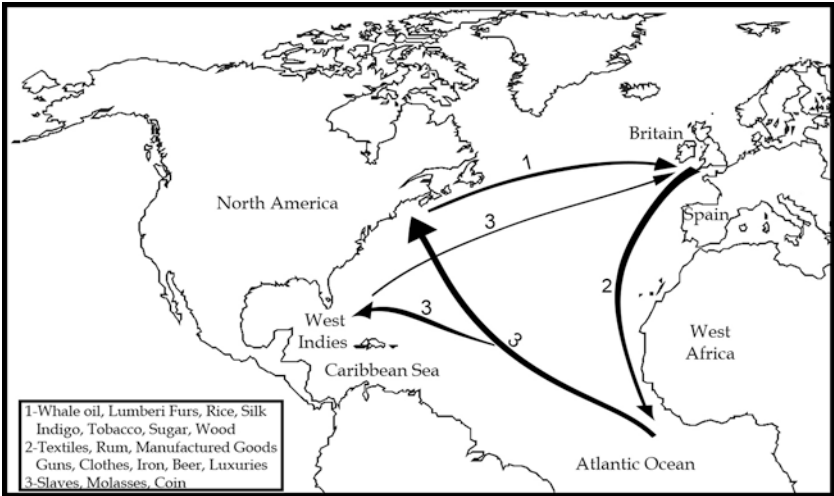 Britain
1
North America
Spain
3
2
3
West
Indies
3
West
Africa
Caribbean Sea
1-Whale oil, Lumberi Furs, Rice, Silk
Indigo, Tobacco, Sugar, Wood
2-Textiles, Rum, Manufactured Goods
Guns, Clothes, Iron, Beer, Luxuries
3-Slaves, Molasses, Coin
Atlantic Ocean